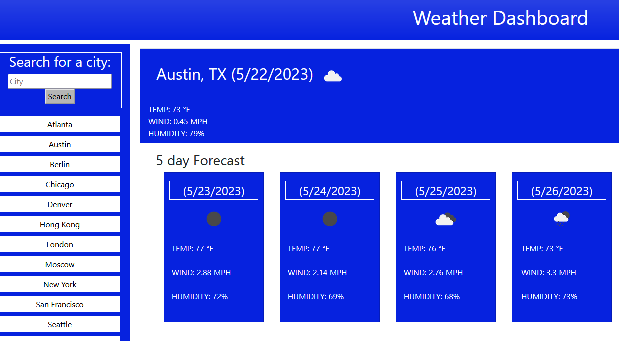 Weather Dashboard
Search for a city:
City
Search
Atlanta
Austin
Berlin
Chicago
Denver
Hong Kong
London
Moscow
New York
San Francisco
Seattle
Austin, TX (5/22/2023)
TEMP: 73 °F
WIND: 0.45 MPH
HUMIDITY: 79%
5 day Forecast
(5/23/2023)
TEMP: 77 °F
WIND: 2.88 MPH
HUMIDITY: 72%
(5/24/2023)
TEMP: 77 °F
WIND: 2.14 MPH
HUMIDITY: 69%
(5/25/2023)
TEMP: 76 °F
WIND: 2.76 MPH
HUMIDITY: 68%
(5/26/2023)
TEMP: 73 °F
WIND: 3.3 MPH
HUMIDITY: 73%